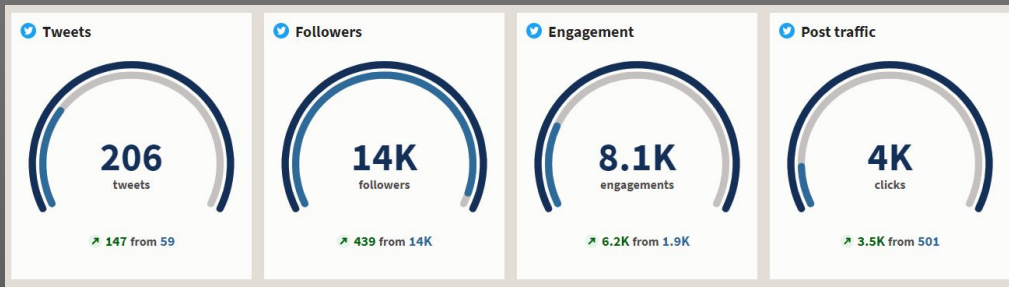 Tweets
206
tweets
147 from 59
Followers
14K
followers
439 from 14K
Engagement
8.1K
engagements
6.2K from 1.9K
Post traffic
4K
clicks
3.5K from 501